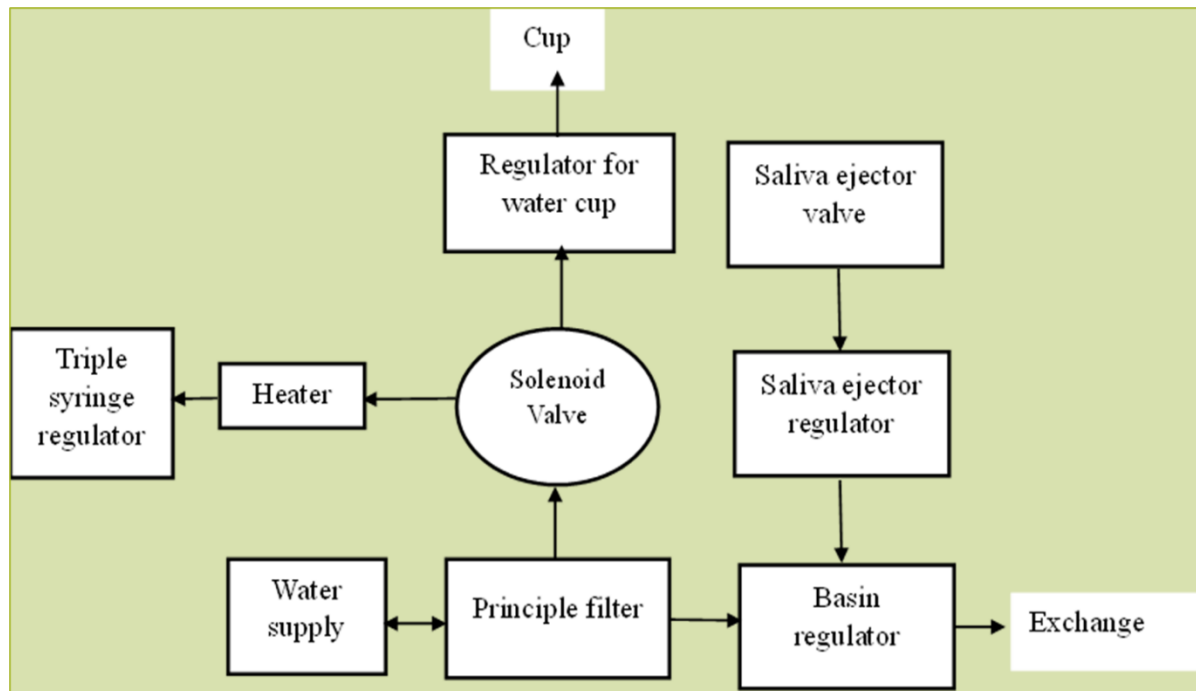 Cup
Regulator for
water cup
Saliva ejector
valve
Triple
syringe
regulator
Heater
Solenoid
Valve
Saliva ejector
regulator
Water
supply
Principle filter
Basin
regulator
Exchange